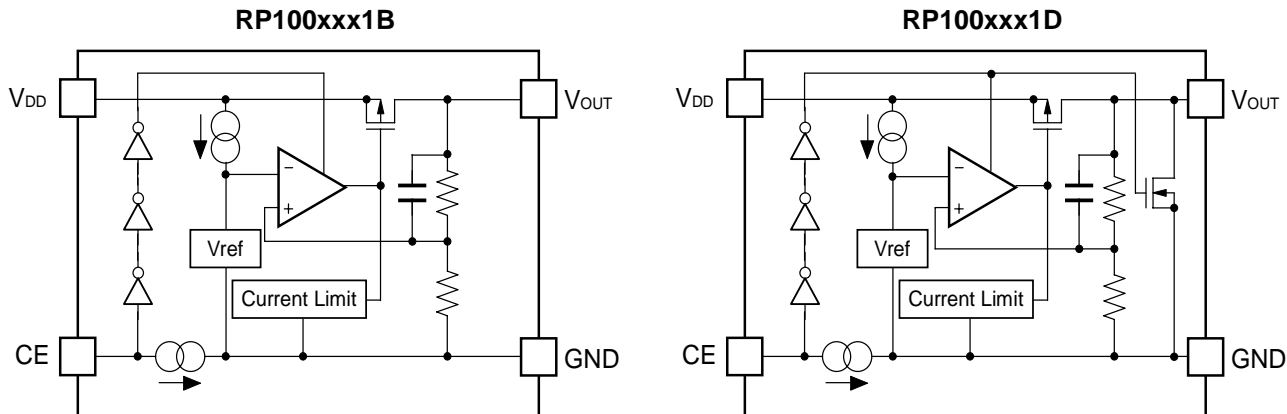 RP100xxx1B
VDD
VOUT
−
+
Vref
Current Limit
CE
GND
RP100xxx1D
VDD
VOUT
−
+
Vref
Current Limit
CE
GND